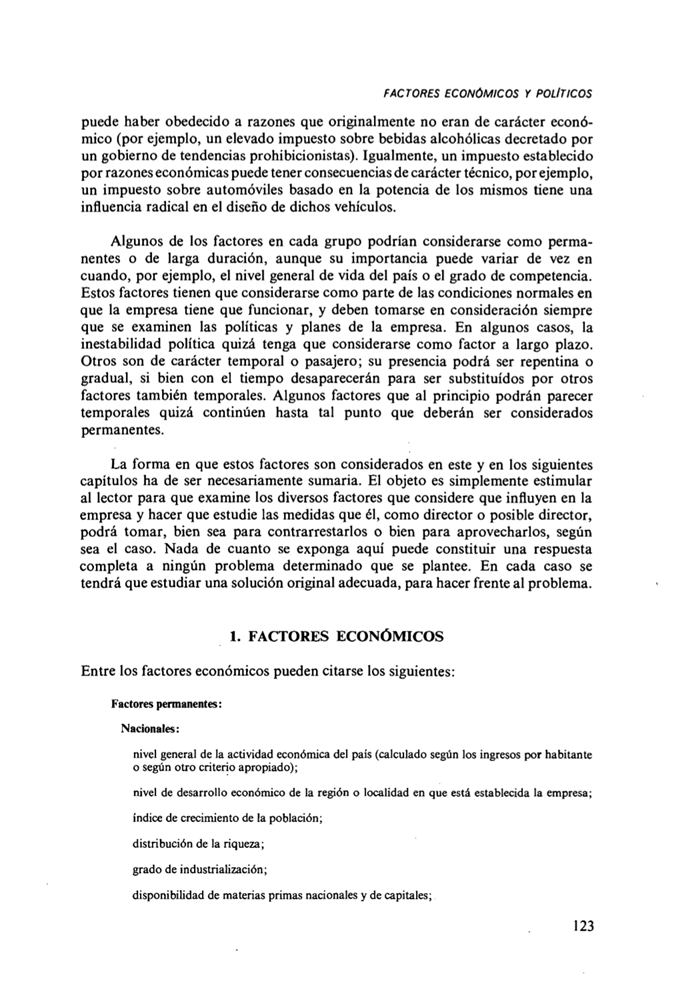 FACTORES ECONÓMICOS Y POLÍTICOS
puede haber obedecido a razones que originalmente no eran de carácter econó-
mico (por ejemplo, un elevado impuesto sobre bebidas alcohólicas decretado por
un gobierno de tendencias prohibicionistas). Igualmente, un impuesto establecido
por razones económicas puede tener consecuencias de carácter técnico, por ejemplo,
un impuesto sobre automóviles basado en la potencia de los mismos tiene una
influencia radical en el diseño de dichos vehículos.
Algunos de los factores en cada grupo podrían considerarse como perma-
nentes o de larga duración, aunque su importancia puede variar de vez en
cuando, por ejemplo, el nivel general de vida del país o el grado de competencia.
Estos factores tienen que considerarse como parte de las condiciones normales en
que la empresa tiene que funcionar, y deben tomarse en consideración siempre
que se examinen las políticas y planes de la empresa. En algunos casos, la
inestabilidad política quizá tenga que considerarse como factor a largo plazo.
Otros son de carácter temporal o pasajero; su presencia podrá ser repentina o
gradual, si bien con el tiempo desaparecerán para ser substituídos por otros
factores también temporales. Algunos factores que al principio podrán parecer
temporales quizá continúen hasta tal punto que deberán ser considerados
permanentes.
La forma en que estos factores son considerados en este y en los siguientes
capítulos ha de ser necesariamente sumaria. El objeto es simplemente estimular
al lector para que examine los diversos factores que considere que influyen en la
empresa y hacer que estudie las medidas que él, como director o posible director,
podrá tomar, bien sea para contrarrestarlos o bien para aprovecharlos, según
sea el caso. Nada de cuanto se exponga aquí puede constituir una respuesta
completa a ningún problema determinado que se plantee. En cada caso se
tendrá que estudiar una solución original adecuada, para hacer frente al problema.
1. FACTORES ECONÓMICOS
Entre los factores económicos pueden citarse los siguientes:
Factores permanentes:
Nacionales:
nivel general de la actividad económica del país (calculado según los ingresos por habitante
o según otro criterio apropiado);
nivel de desarrollo económico de la región o localidad en que está establecida la empresa;
índice de crecimiento de la población;
distribución de la riqueza;
grado de industrialización;
disponibilidad de materias primas nacionales y de capitales;
123